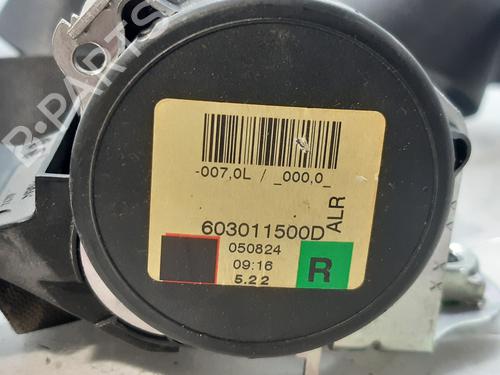 B-PARTS
-007,0L / _000,0_
603011500D
ALR
050824
09:16
5.22
R